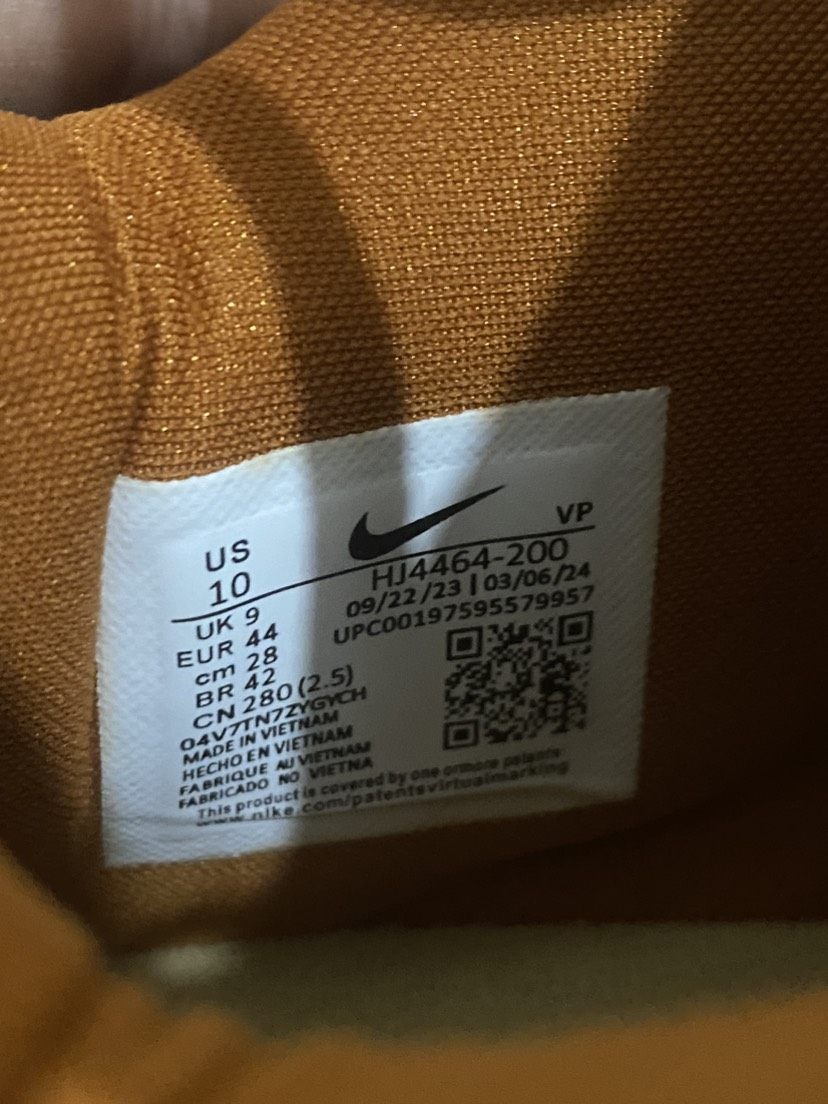 US
10
UK 9
EUR 44
cm 28
BR 42
CN 280 (2.5)
04V7TN7ZYGYCH
MADE IN VIETNAM
HECHO EN VIETNAM
FABRIQUE AU VIETNAM
FABRICADO NO VIETNA
VP
HJ4464-200
09/22/23 | 03/06/24
UPC00197595579957
This product is covered by one ormore patents:
www.nike.com/patentsvirtualmarking